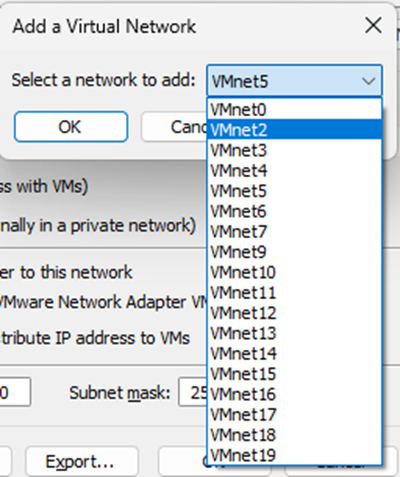 Add a Virtual Network
Select a network to add: VMnet5
VMnet0
OK
VMnet2
VMnet3
VMnet4
ss with VMs)
VMnet5
VMnet6
nally in a private network)
VMnet7
VMnet9
er to this network
VMnet10
VMnet11
VMware Network Adapter
VMnet12
VMnet13
tribute IP address to VMs
VMnet14
VMnet15
0 Subnet mask: 25
VMnet16
VMnet17
VMnet18
Export...
VMnet19